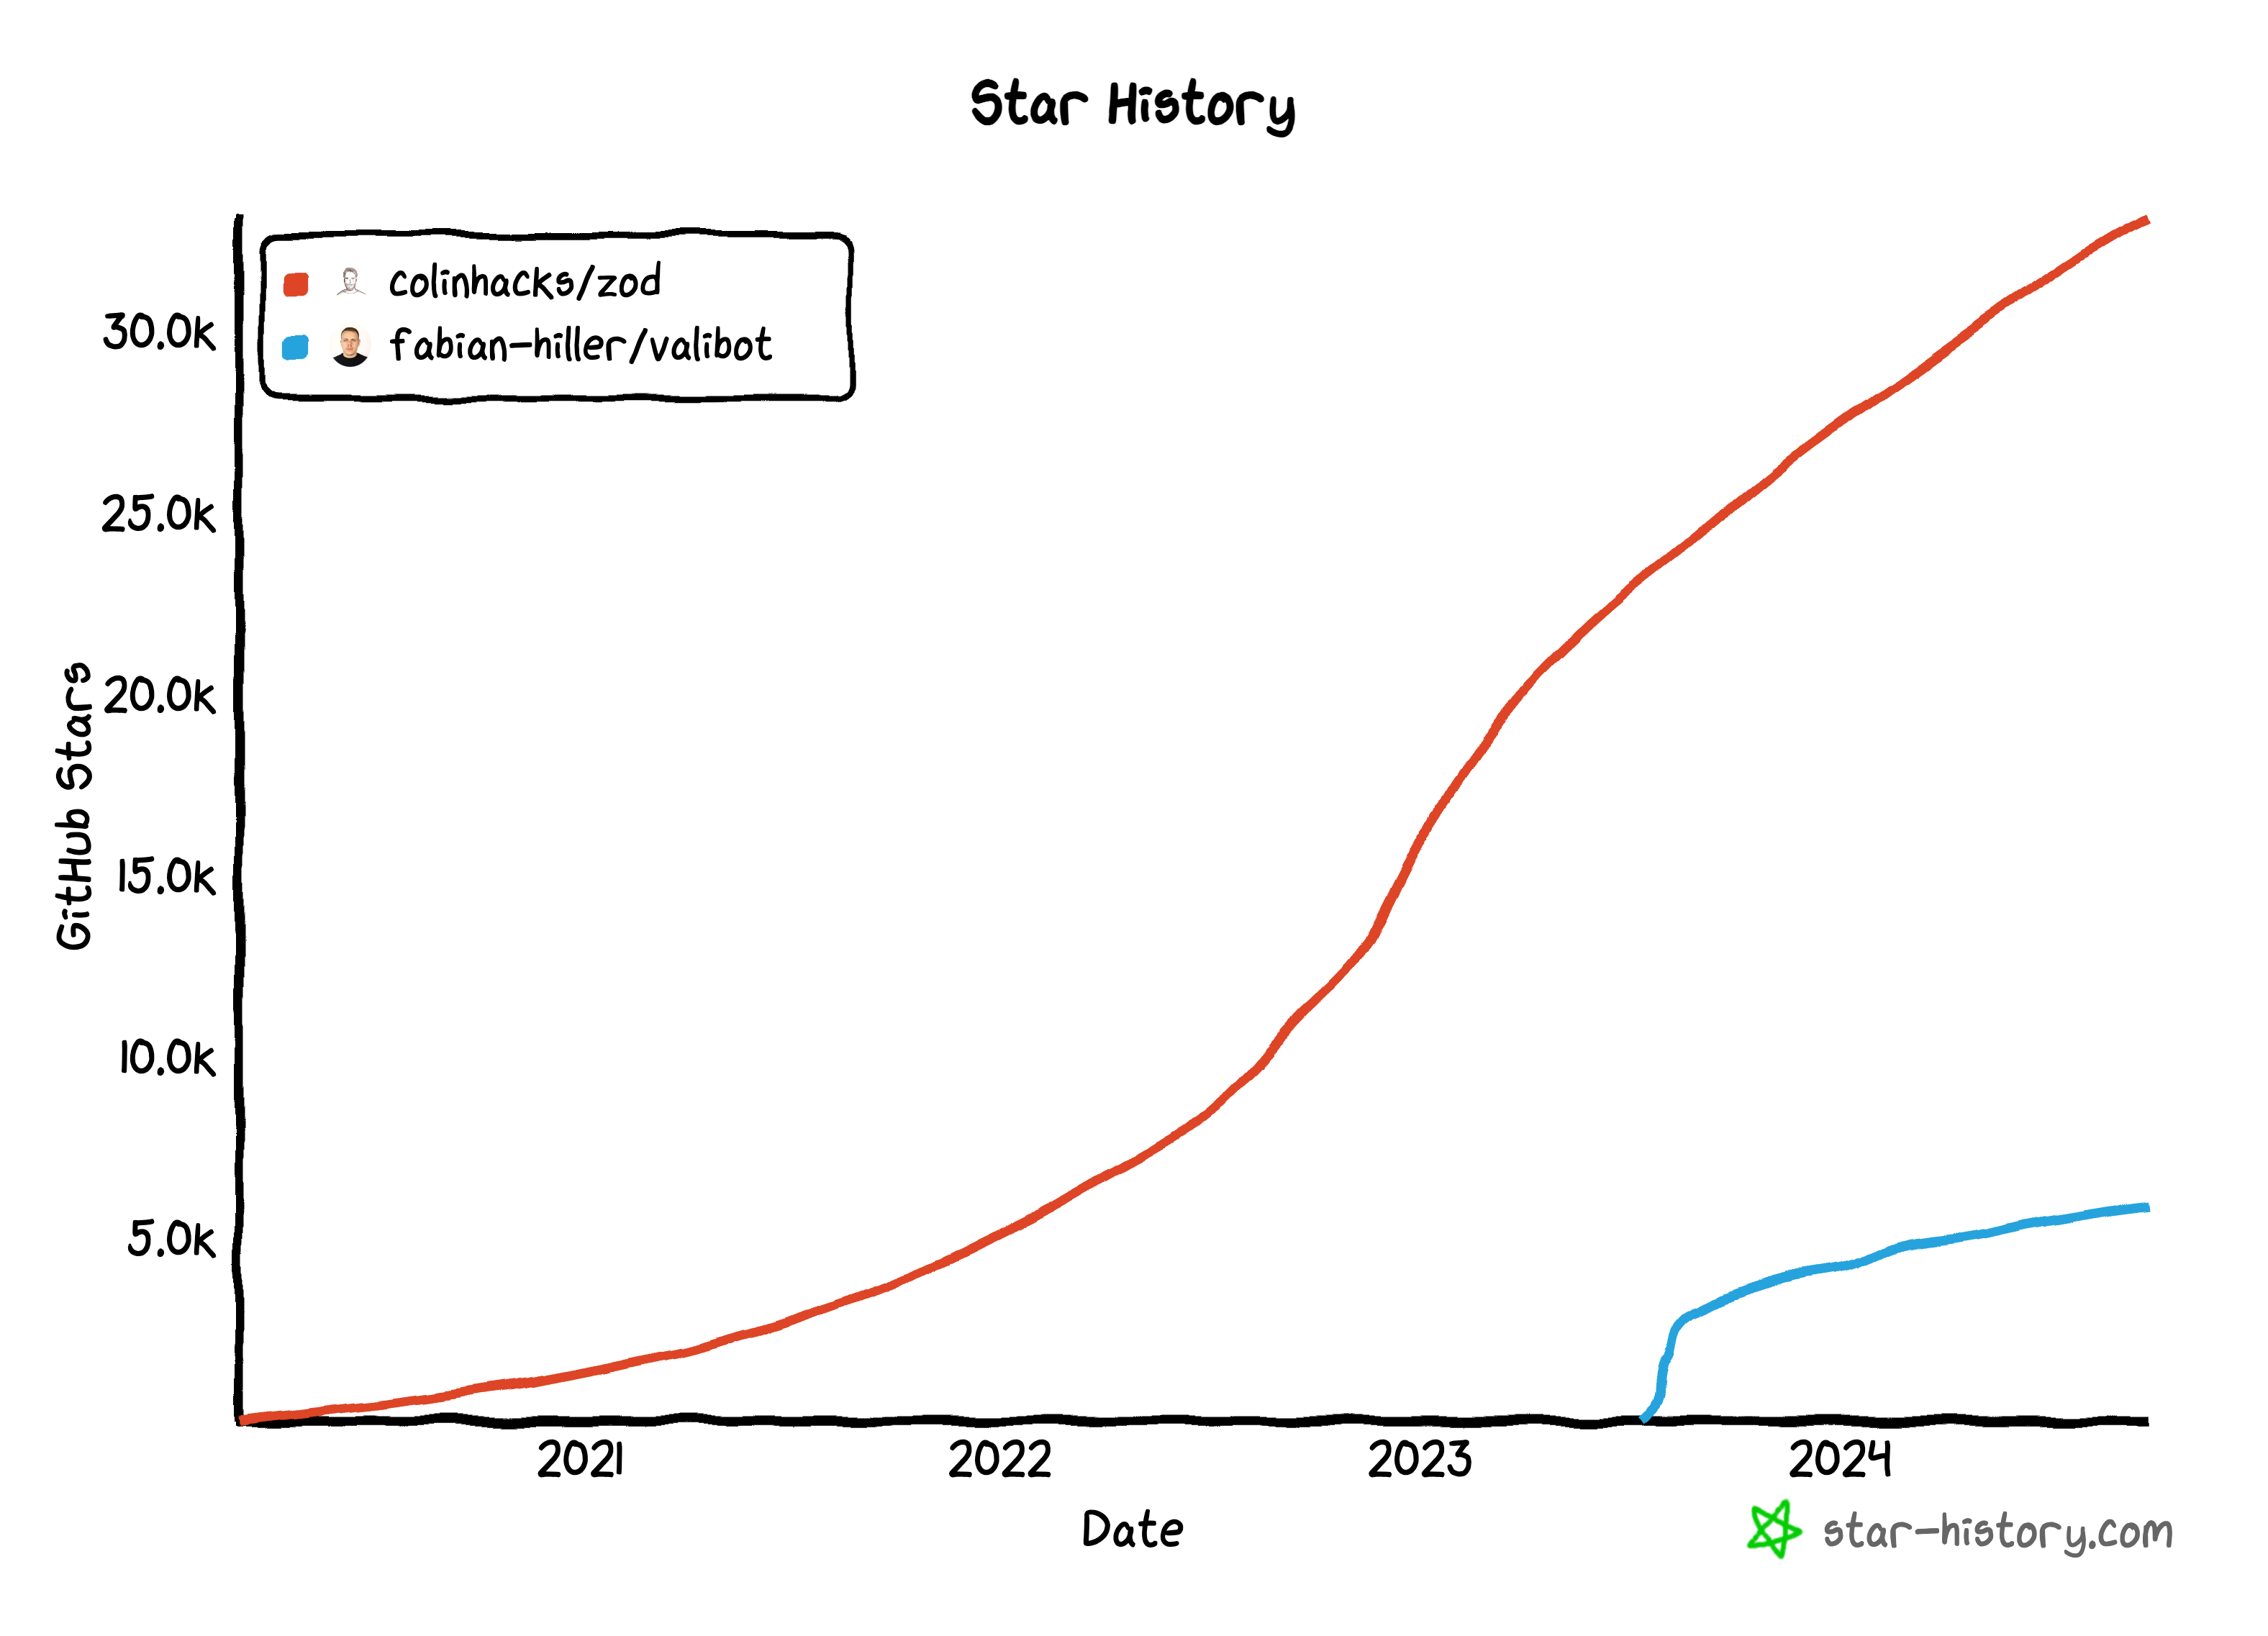 Star History
colinhacks/zod
fabian-hiller/valibot
30.0k
25.0k
20.0k
15.0k
10.0k
5.0k
GitHub Stars
2021 2022 2023 2024
Date
star-history.com